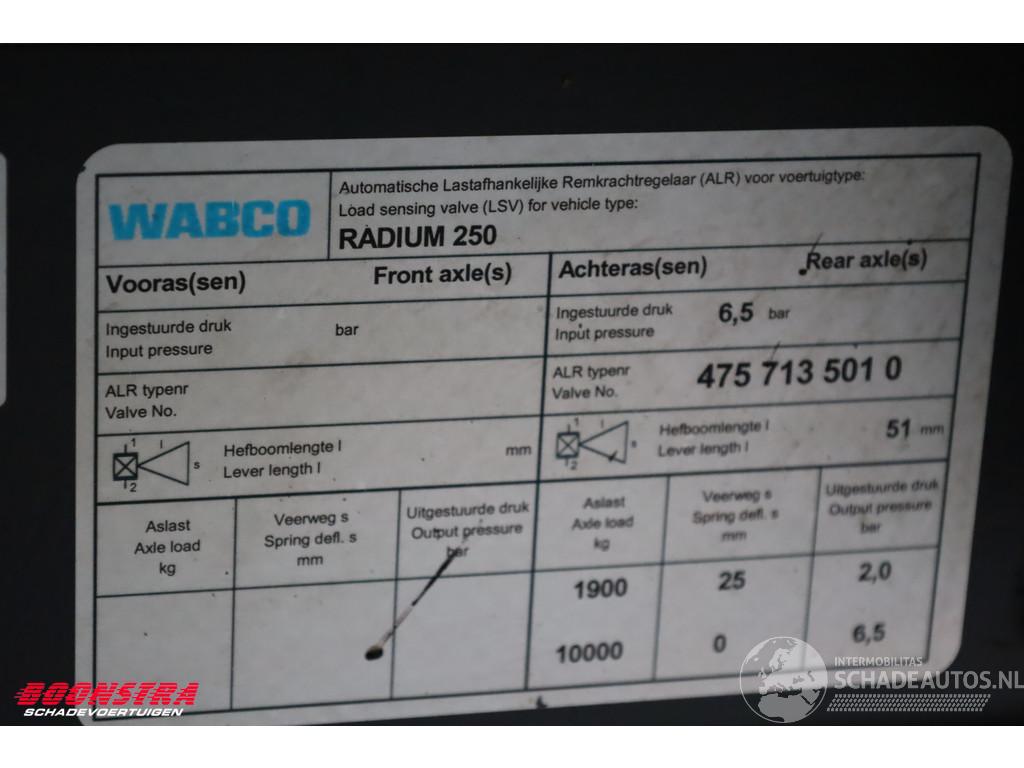 WABCO
Automatische Lastafhankelijke Remkrachtregelaar (ALR) voor voertuigtype:
Load sensing valve (LSV) for vehicle type:
RADIUM 250
Vooras(sen) Front axle(s)
Achteras(sen) Rear axle(s)
Ingestuurde druk bar
Input pressure
Ingestuurde druk 6,5 bar
Input pressure
ALR typenr
Valve No.
ALR typenr 475 713 501 0
Valve No.
1 l s 2
Hefboomlengte l mm
Lever length l
1 l s 2
Hefboomlengte l 51 mm
Lever length l
Aslast
Axle load
kg
Veerweg s
Spring defl. s
mm
Uitgestuurde druk
Output pressure
bar
Aslast
Axle load
kg
Veerweg s
Spring defl. s
mm
Uitgestuurde druk
Output pressure
bar
1900 25 2,0
10000 0 6,5
BOONSTRA
SCHADEVOERTUIGEN
INTERMOBILITAS
SCHADEAUTOS.NL